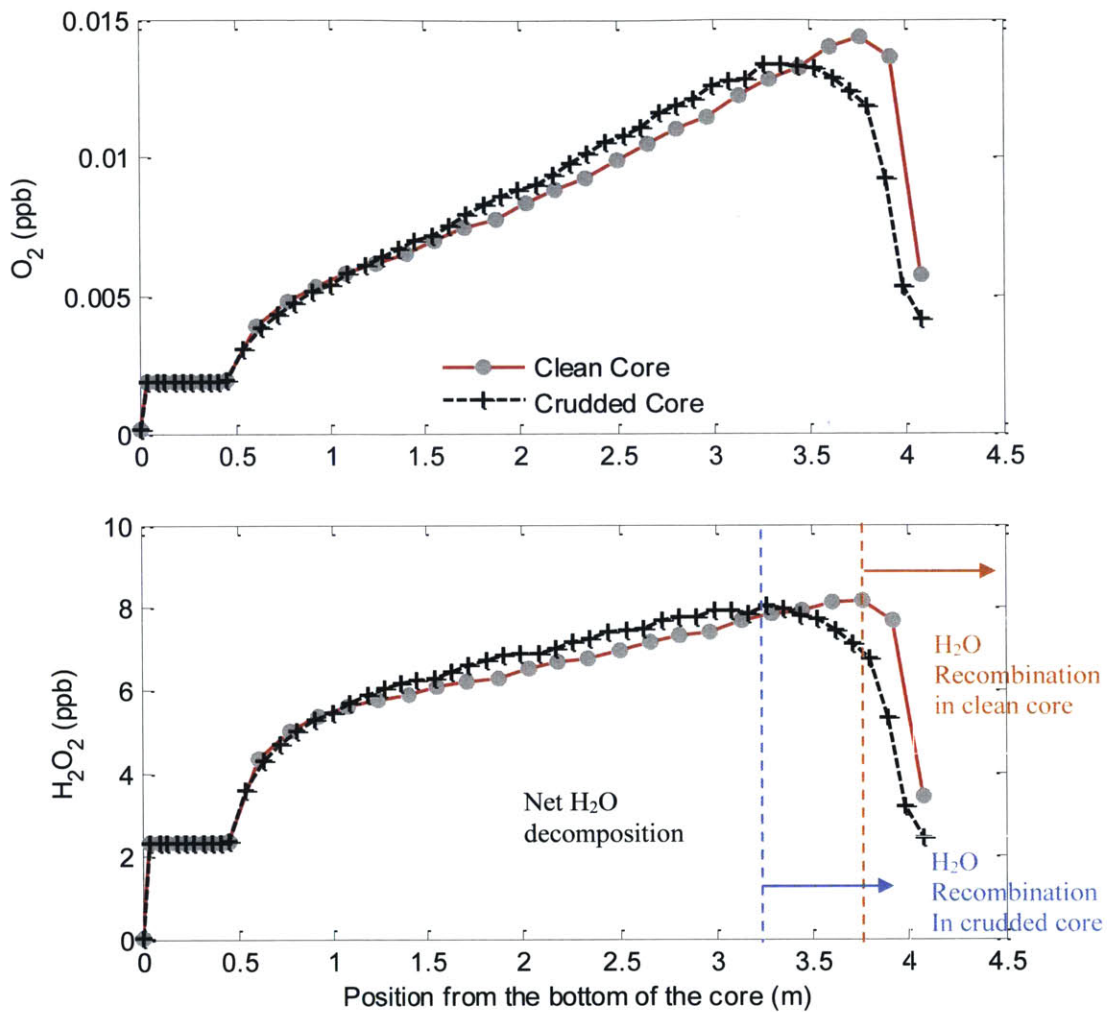 0.015
0.01
0.005
0
O2 (ppb)
Clean Core
Crudded Core
0 0.5 1 1.5 2 2.5 3 3.5 4 4.5
10
8
6
4
2
0
H2O2 (ppb)
Net H2O
decomposition
H2O
Recombination
in clean core
H2O
Recombination
In crudded core
0 0.5 1 1.5 2 2.5 3 3.5 4 4.5
Position from the bottom of the core (m)